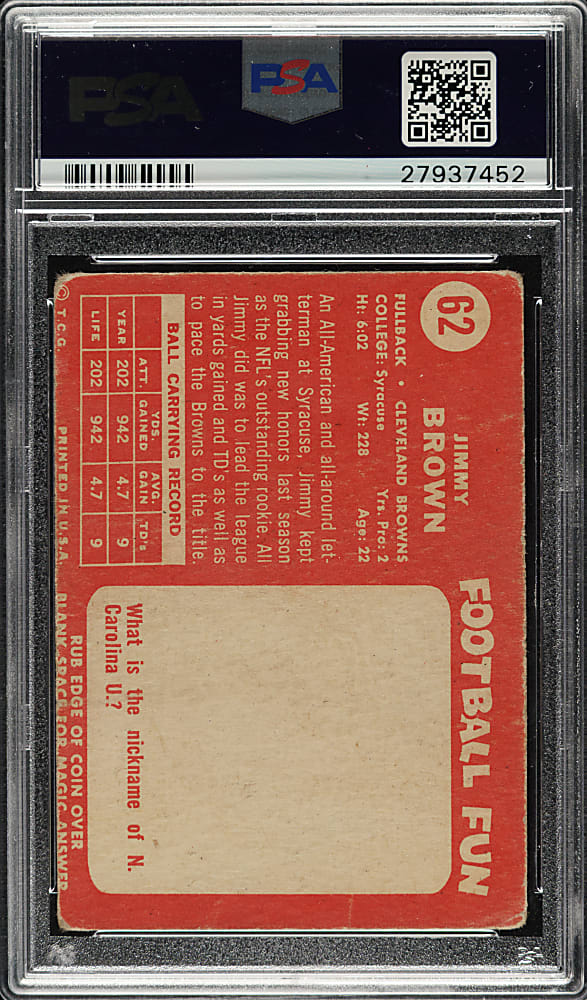 PSA
PSA
27937452
62
JIMMY
BROWN
FULLBACK • CLEVELAND BROWNS
COLLEGE: Syracuse Yrs. Pro: 2
Ht: 6:02 Wt: 228 Age: 22
An All-American and all-around let-
terman at Syracuse, Jimmy kept
grabbing new honors last season
as the NFL's outstanding rookie. All
Jimmy did was to lead the league
in yards gained and TD's as well as
to pace the Browns to the title.
BALL CARRYING RECORD
ATT. YDS. GAINED AVG. GAIN TD's
YEAR 202 942 4.7 9
LIFE 202 942 4.7 9
© T.C.G. PRINTED IN U.S.A.
FOOTBALL FUN
What is the nickname of N.
Carolina U.?
RUB EDGE OF COIN OVER
BLANK SPACE FOR MAGIC ANSWER